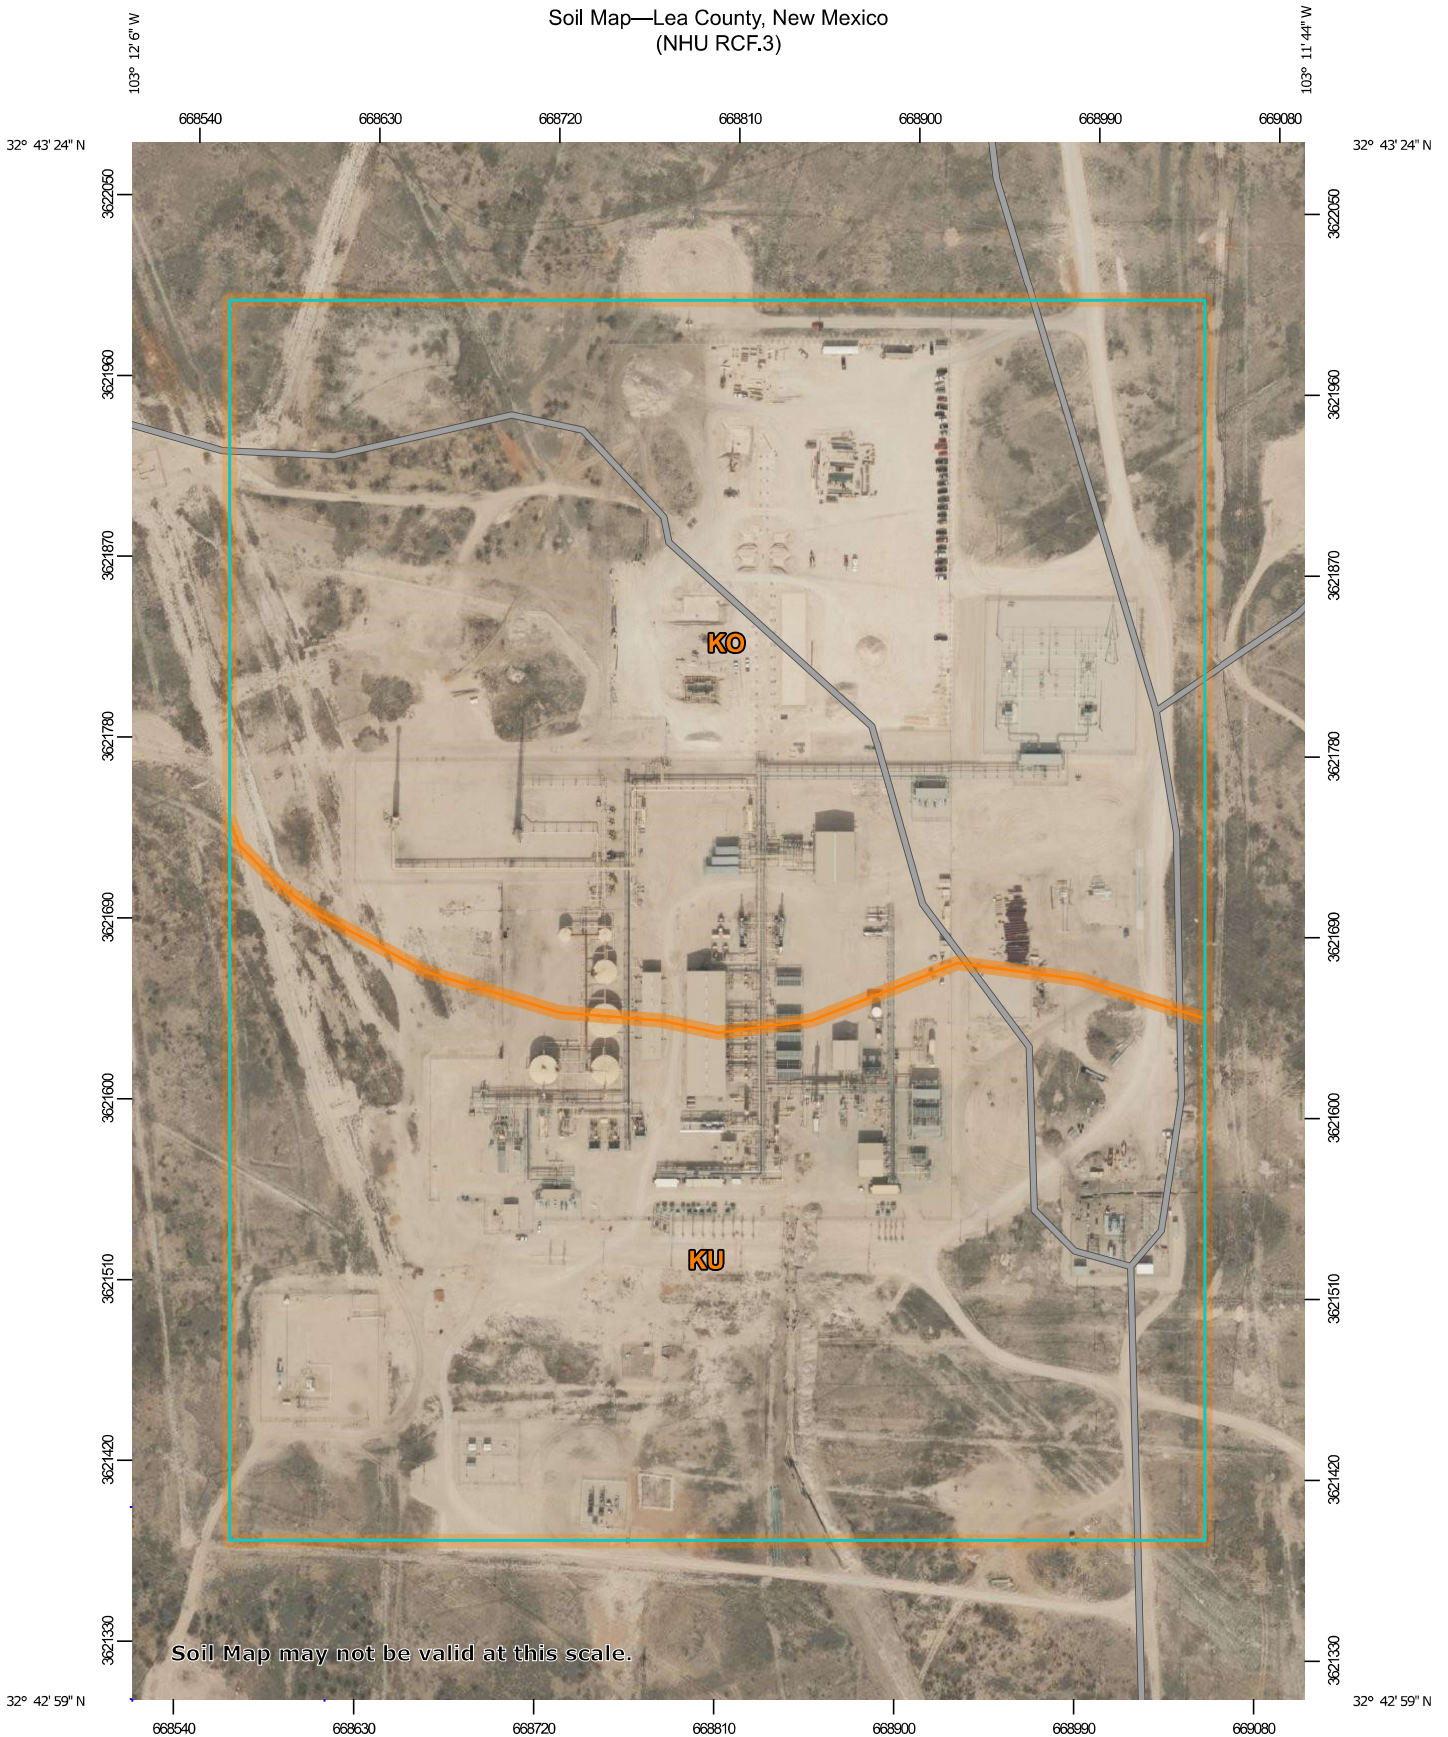 Soil Map—Lea County, New Mexico
(NHU RCF.3)
103° 12' 6" W
103° 11' 44" W
668540 668630 668720 668810 668900 668990 669080
32° 43' 24" N
32° 43' 24" N
3622050
3622050
3621960
3621960
3621870
3621870
KO
3621780
3621780
3621690
3621690
3621600
3621600
KU
3621510
3621510
3621420
3621420
3621330
3621330
Soil Map may not be valid at this scale.
32° 42' 59" N
32° 42' 59" N
668540 668630 668720 668810 668900 668990 669080